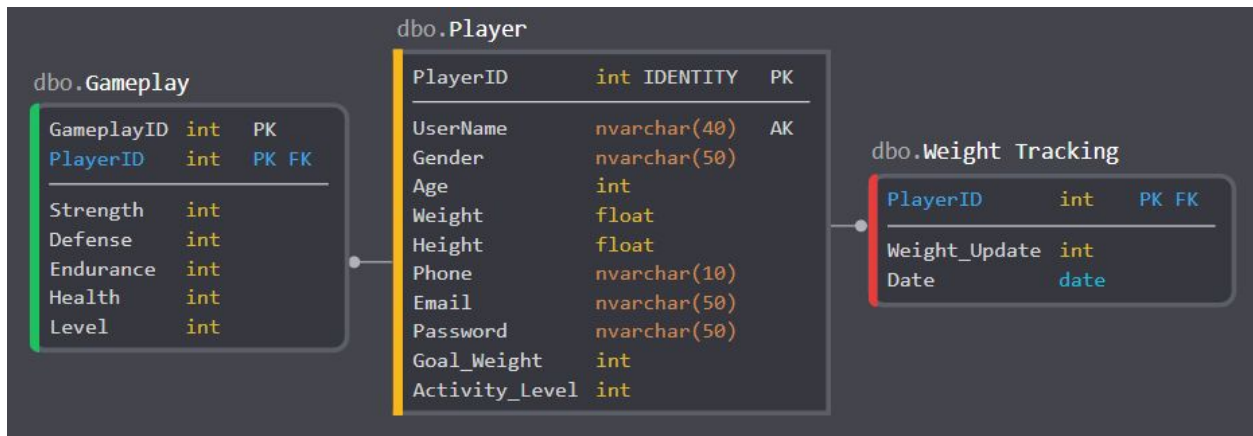 dbo.Gameplay
GameplayID int PK
PlayerID int PK FK
Strength int
Defense int
Endurance int
Health int
Level int
dbo.Player
PlayerID int IDENTITY PK
UserName nvarchar(40) AK
Gender nvarchar(50)
Age int
Weight float
Height float
Phone nvarchar(10)
Email nvarchar(50)
Password nvarchar(50)
Goal_Weight int
Activity_Level int
dbo.Weight Tracking
PlayerID int PK FK
Weight_Update int
Date date